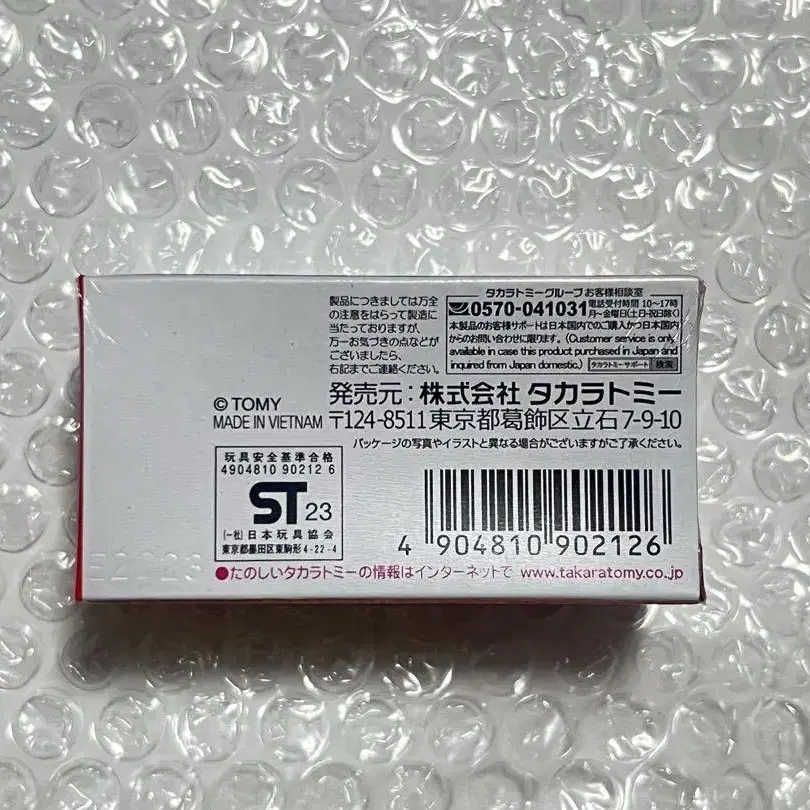 製品につきましては万全
の注意をはらって製造に
当たっておりますが、
万一お気づきの点などが
ございましたら、
右記までご連絡ください。
タカラトミーグループ お客様相談室
0570-041031 電話受付時間 10〜17時
月〜金曜日(土・日・祝日除く)
本製品のお客様サポートは日本国内でのご購入かつ日本国内
からのお問い合わせに限ります。(Customer service is only
available in case this product purchased in Japan and
inquired from Japan domestic.) タカラトミーサポート 検索
© TOMY
MADE IN VIETNAM
発売元：株式会社 タカラトミー
〒124-8511 東京都葛飾区立石 7-9-10
パッケージの写真やイラストと異なる場合がございますがご了承ください。
玩具安全基準合格
4904810 90212 6
ST 23
(一社)日本玩具協会
東京都墨田区東駒形4-22-4
4 904810 902126
●たのしいタカラトミーの情報はインターネットで www.takaratomy.co.jp